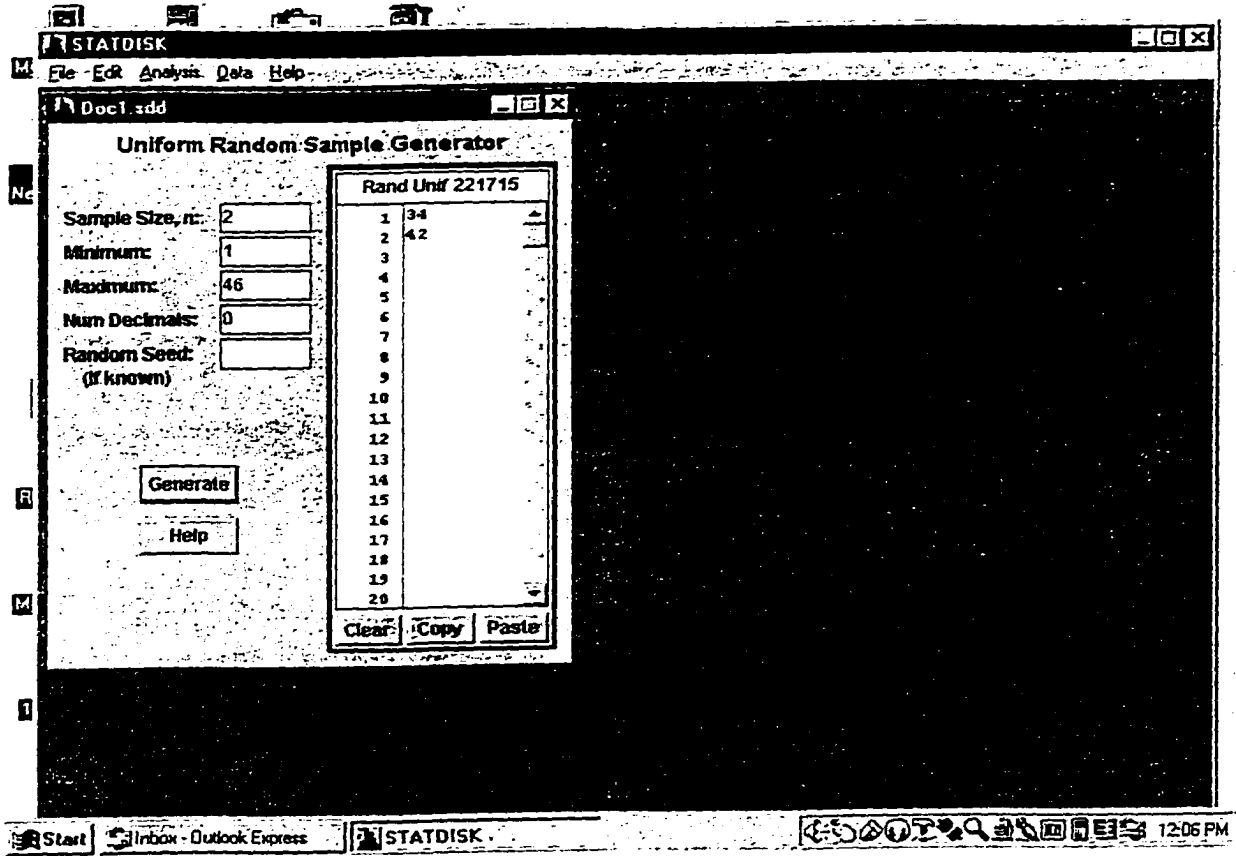 STATDISK
File Edit Analysis Data Help
Doc1.sdd
Uniform Random Sample Generator
Rand Unif 221715
Sample Size, n: 2
Minimum: 1
Maximum: 46
Num Decimals: 0
Random Seed:
(if known)
Generate
Help
1 34
2 42
3
4
5
6
7
8
9
10
11
12
13
14
15
16
17
18
19
20
Clear Copy Paste
M
Nc
R
M
1
Start Inbox - Outlook Express STATDISK 12:06 PM